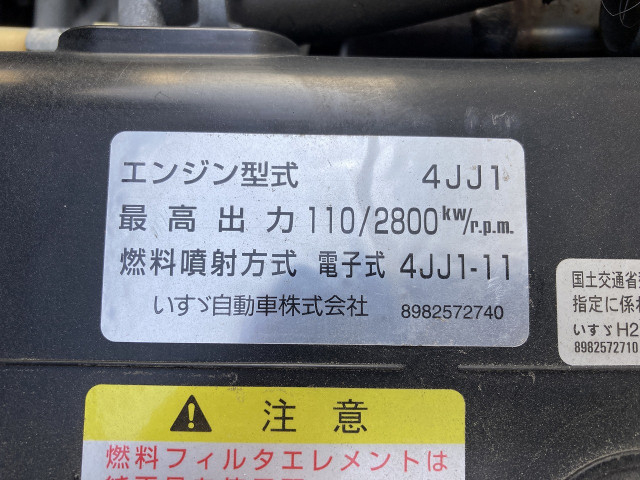 エンジン型式 4JJ1
最高出力 110/2800kw/r.p.m.
燃料噴射方式 電子式 4JJ1-11
いすゞ自動車株式会社 8982572740
国土交通省
指定に係
いすゞH2
8982572710
注意
燃料フィルタエレメントは